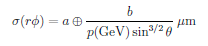 σ(rϕ) = a ⊕ b / p(GeV) sin^{3/2} θ μm